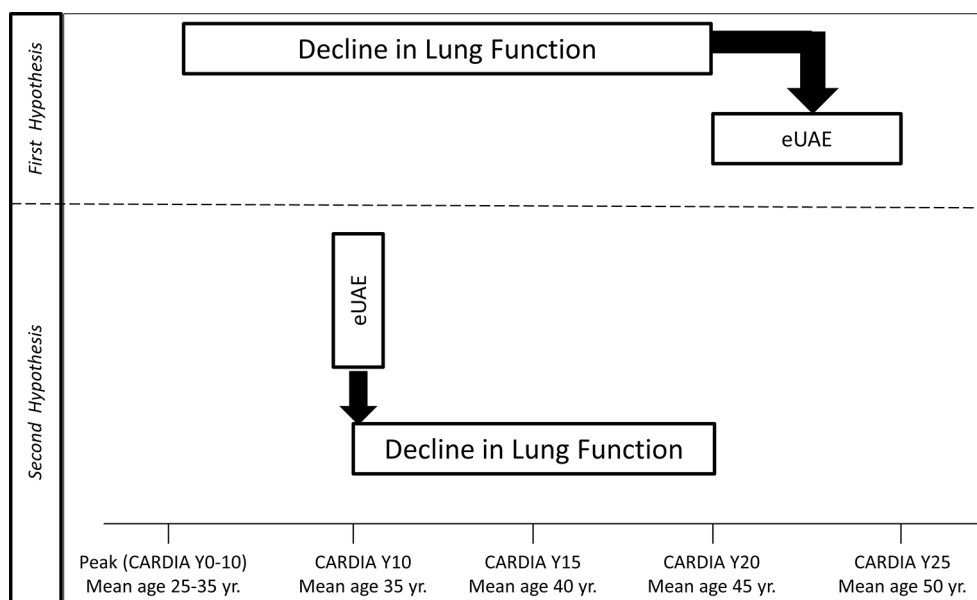 First Hypothesis
Decline in Lung Function
eUAE
Second Hypothesis
eUAE
Decline in Lung Function
Peak (CARDIA Y0-10)
Mean age 25-35 yr.
CARDIA Y10
Mean age 35 yr.
CARDIA Y15
Mean age 40 yr.
CARDIA Y20
Mean age 45 yr.
CARDIA Y25
Mean age 50 yr.